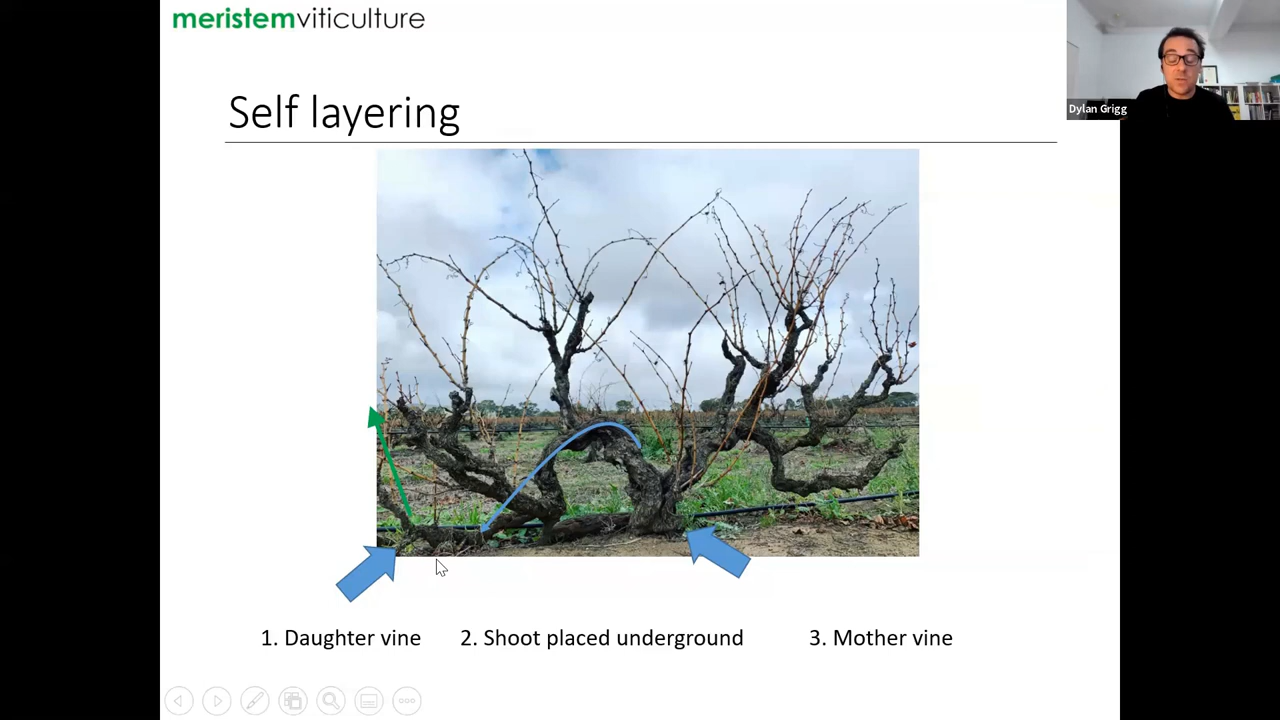 meristemviticulture
Dylan Grigg
Self layering
1. Daughter vine
2. Shoot placed underground
3. Mother vine